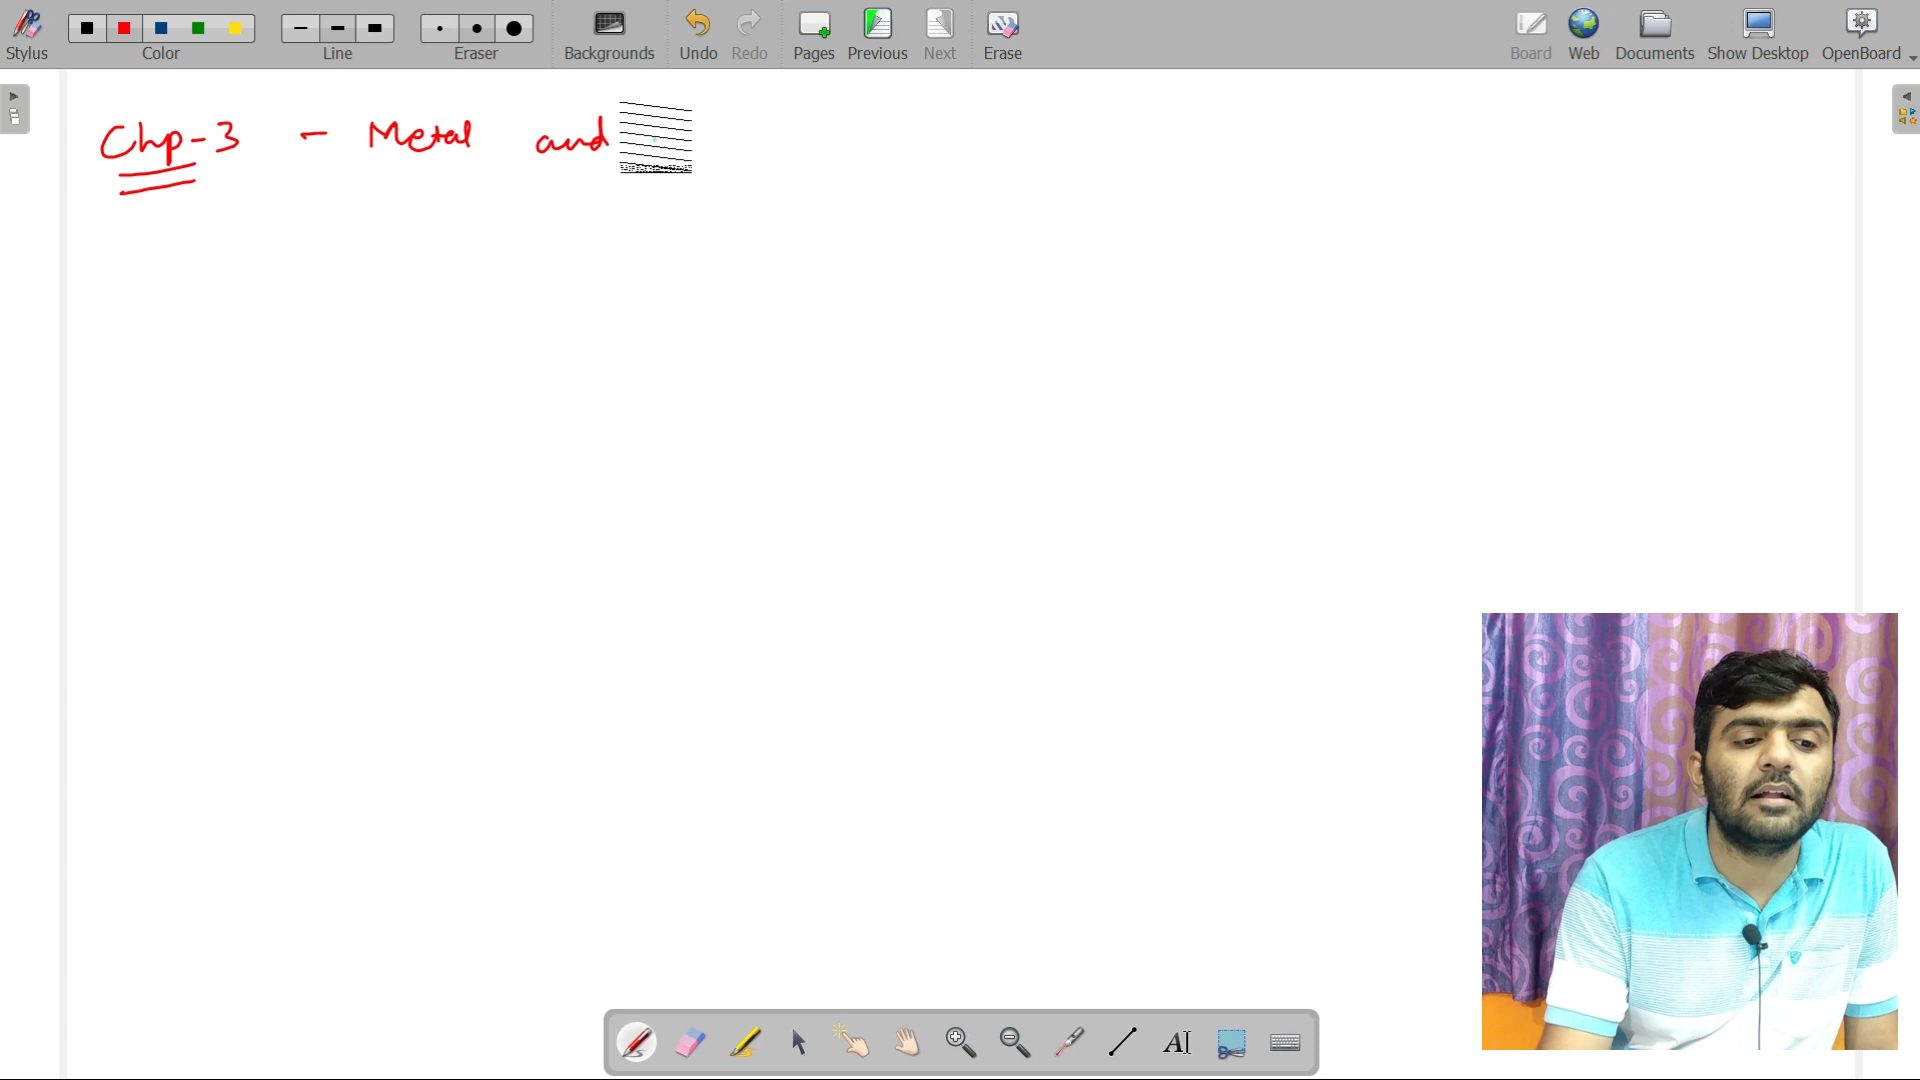 Stylus Color Line Eraser Backgrounds Undo Redo Pages Previous Next Erase Board Web Documents Show Desktop OpenBoard
Chp-3 - Metal and